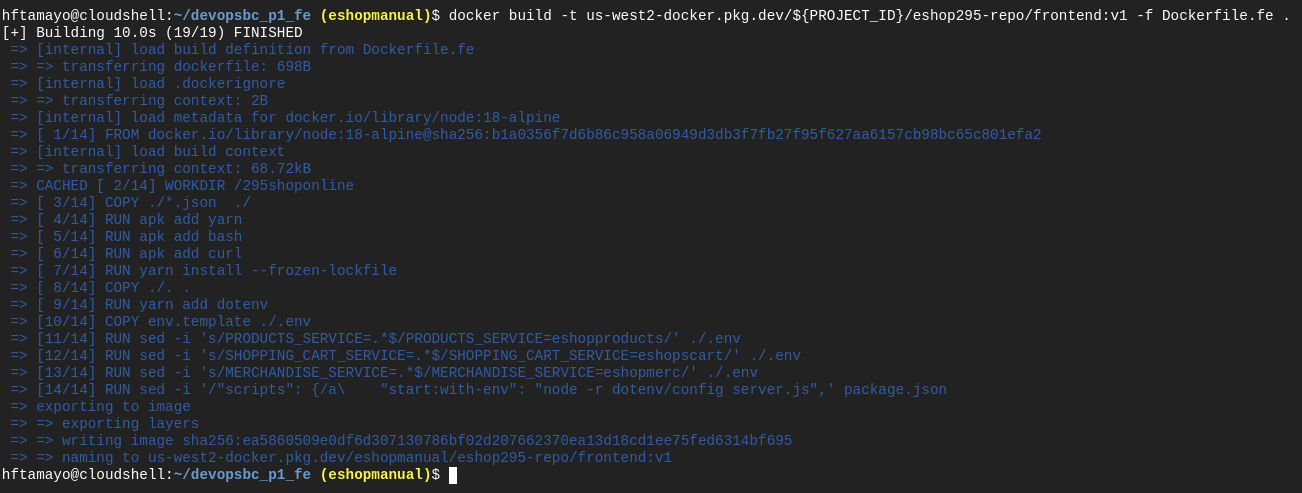 hftamayo@cloudshell:~/devopsbc_p1_fe (eshopmanual)$ docker build -t us-west2-docker.pkg.dev/${PROJECT_ID}/eshop295-repo/frontend:v1 -f Dockerfile.fe .
[+] Building 10.0s (19/19) FINISHED
=> [internal] load build definition from Dockerfile.fe
=> => transferring dockerfile: 698B
=> [internal] load .dockerignore
=> => transferring context: 2B
=> [internal] load metadata for docker.io/library/node:18-alpine
=> [ 1/14] FROM docker.io/library/node:18-alpine@sha256:b1a0356f7d6b86c958a06949d3db3f7fb27f95f627aa6157cb98bc65c801efa2
=> [internal] load build context
=> => transferring context: 68.72kB
=> CACHED [ 2/14] WORKDIR /295shoponline
=> [ 3/14] COPY ./*.json  ./
=> [ 4/14] RUN apk add yarn
=> [ 5/14] RUN apk add bash
=> [ 6/14] RUN apk add curl
=> [ 7/14] RUN yarn install --frozen-lockfile
=> [ 8/14] COPY ./. .
=> [ 9/14] RUN yarn add dotenv
=> [10/14] COPY env.template ./.env
=> [11/14] RUN sed -i 's/PRODUCTS_SERVICE=.*$/PRODUCTS_SERVICE=eshopproducts/' ./.env
=> [12/14] RUN sed -i 's/SHOPPING_CART_SERVICE=.*$/SHOPPING_CART_SERVICE=eshopscart/' ./.env
=> [13/14] RUN sed -i 's/MERCHANDISE_SERVICE=.*$/MERCHANDISE_SERVICE=eshopmerc/' ./.env
=> [14/14] RUN sed -i '/"scripts": {/a\    "start:with-env": "node -r dotenv/config server.js",' package.json
=> exporting to image
=> => exporting layers
=> => writing image sha256:ea5860509e0df6d307130786bf02d207662370ea13d18cd1ee75fed6314bf695
=> => naming to us-west2-docker.pkg.dev/eshopmanual/eshop295-repo/frontend:v1
hftamayo@cloudshell:~/devopsbc_p1_fe (eshopmanual)$